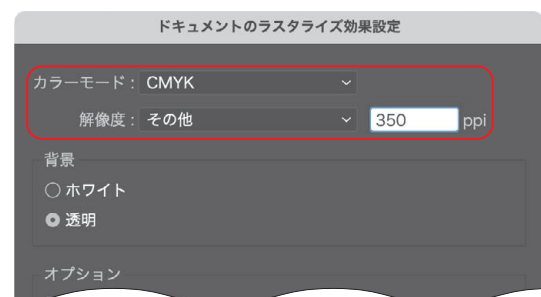 ドキュメントのラスタライズ効果設定
カラーモード : CMYK
解像度 : その他 350 ppi
背景
ホワイト
透明
オプション